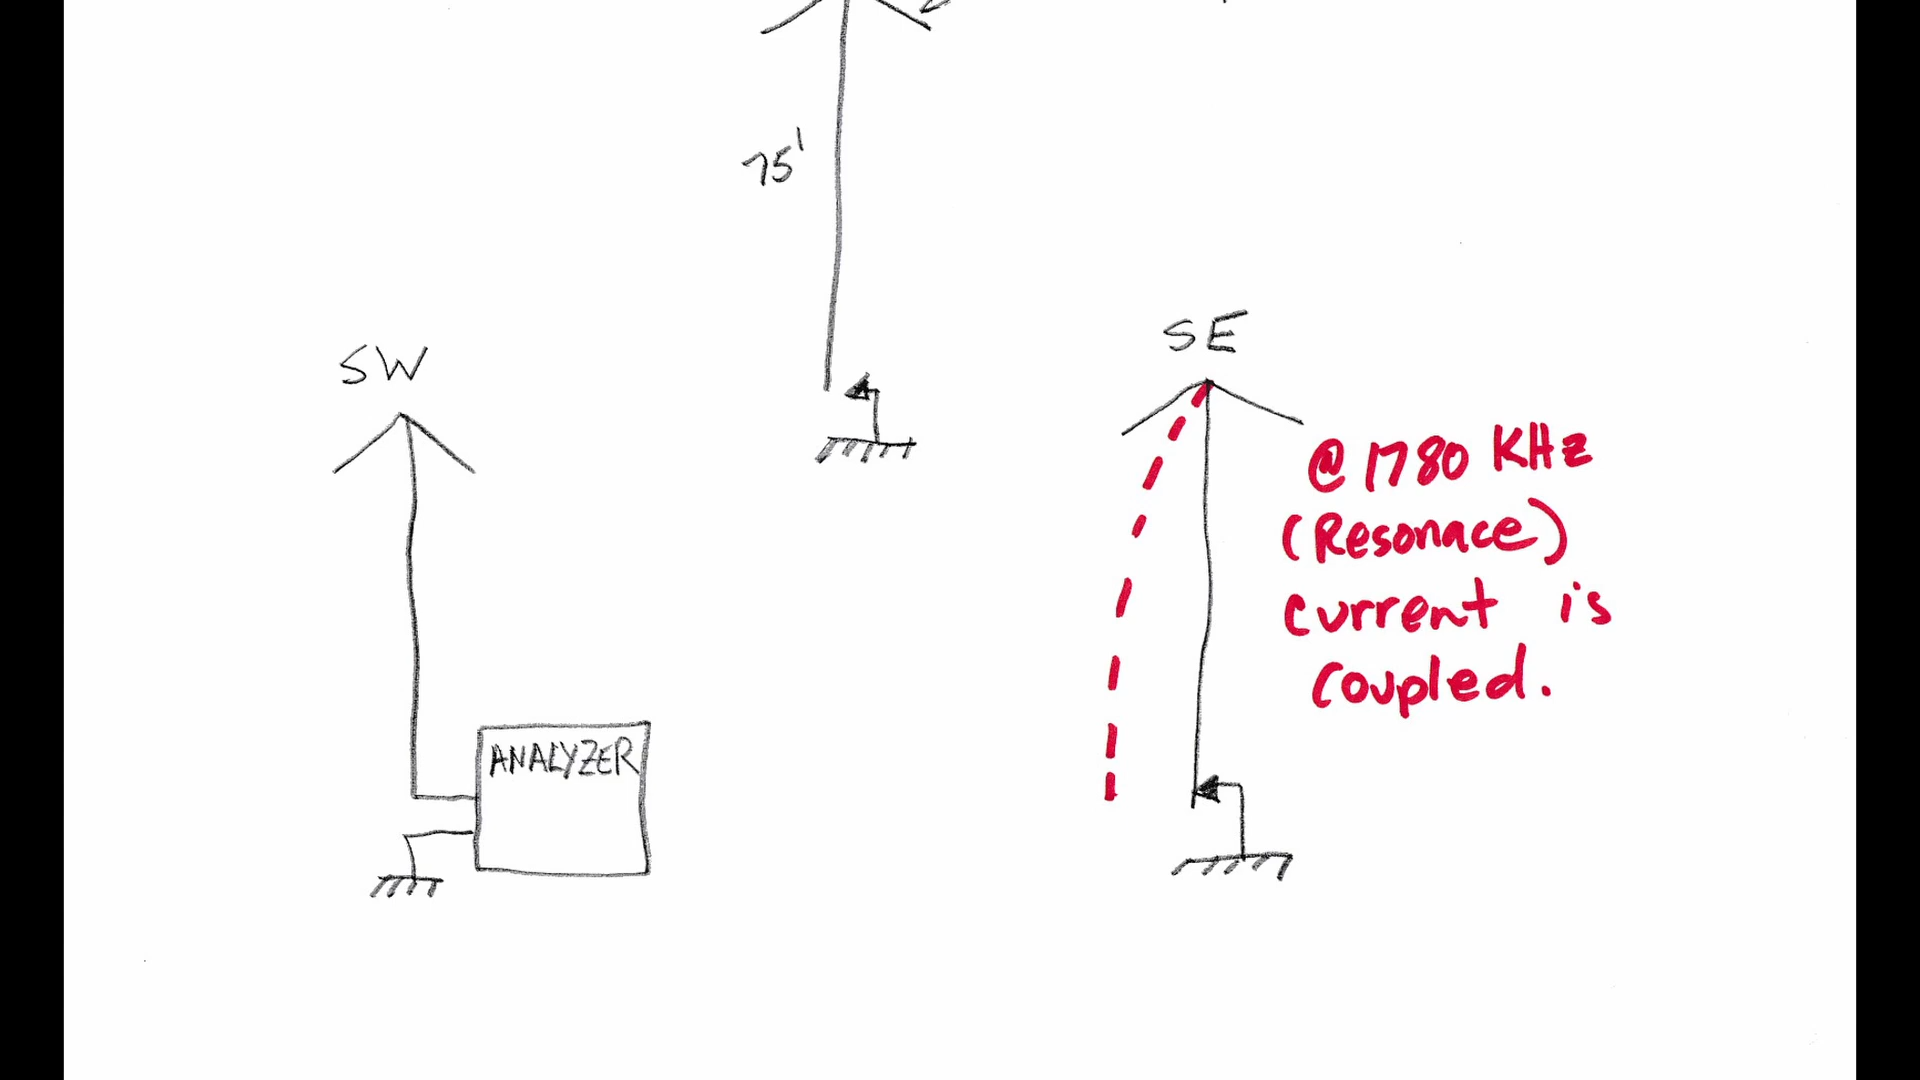 75'
SE
SW
@ 1780 KHz
(Resonace)
current is
coupled.
ANALYZER